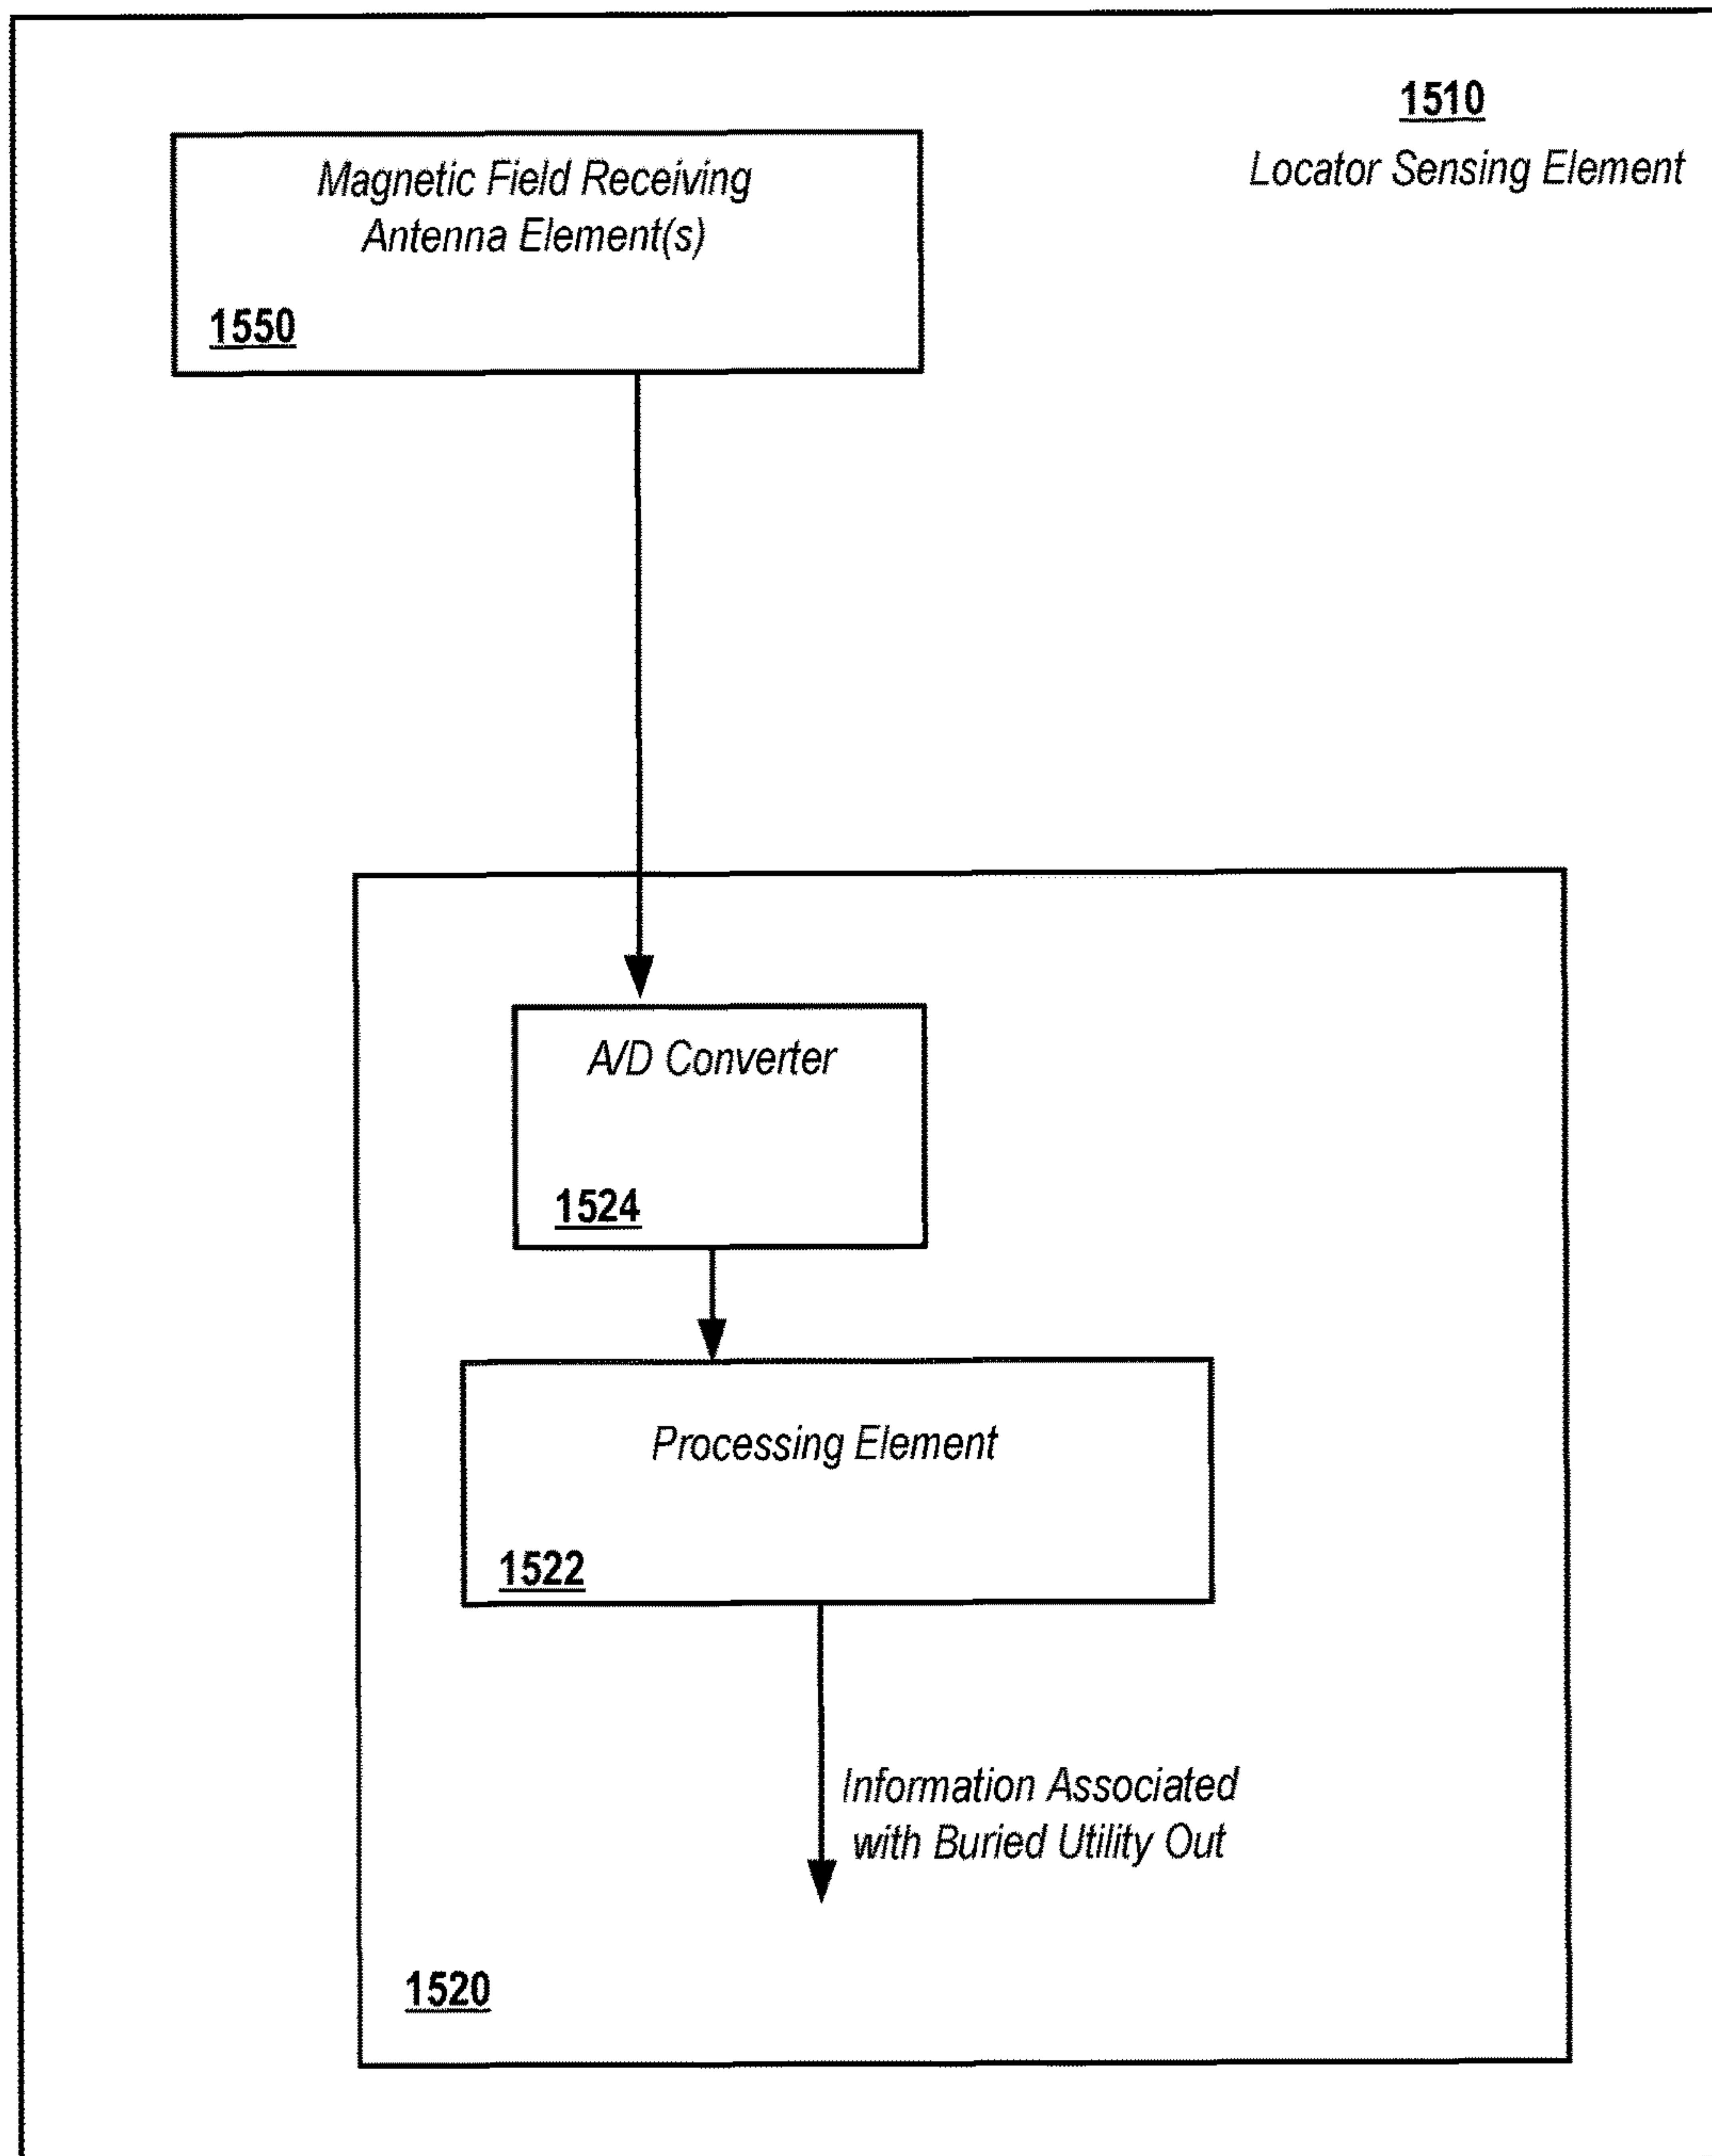 1510
Locator Sensing Element
Magnetic Field Receiving
Antenna Element(s)
1550
A/D Converter
1524
Processing Element
1522
Information Associated
with Buried Utility Out
1520